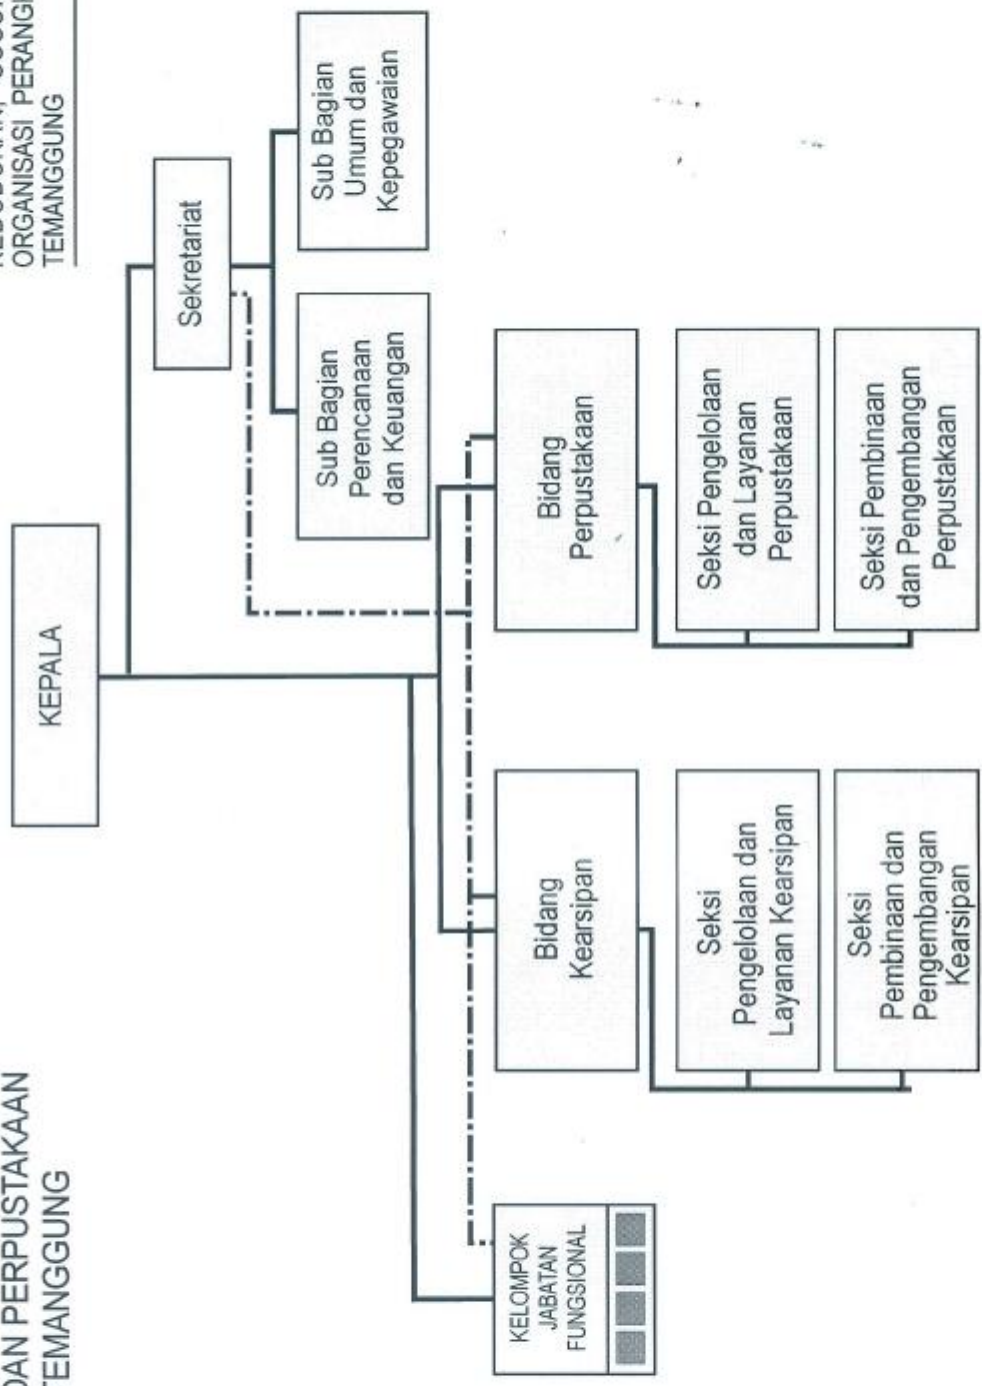 DAN PERPUSTAKAAN
TEMANGGUNG
ORGANISASI
TEMANGGUNG
KEPALA
Sekretariat
Sub Bagian
Perencanaan
dan Keuangan
Sub Bagian
Umum dan
Kepegawaian
KELOMPOK
JABATAN
FUNGSIONAL
Bidang
Kearsipan
Bidang
Perpustakaan
Seksi
Pengelolaan dan
Layanan Kearsipan
Seksi Pengelolaan
dan Layanan
Perpustakaan
Seksi
Pembinaan dan
Pengembangan
Kearsipan
Seksi Pembinaan
dan Pengembangan
Perpustakaan